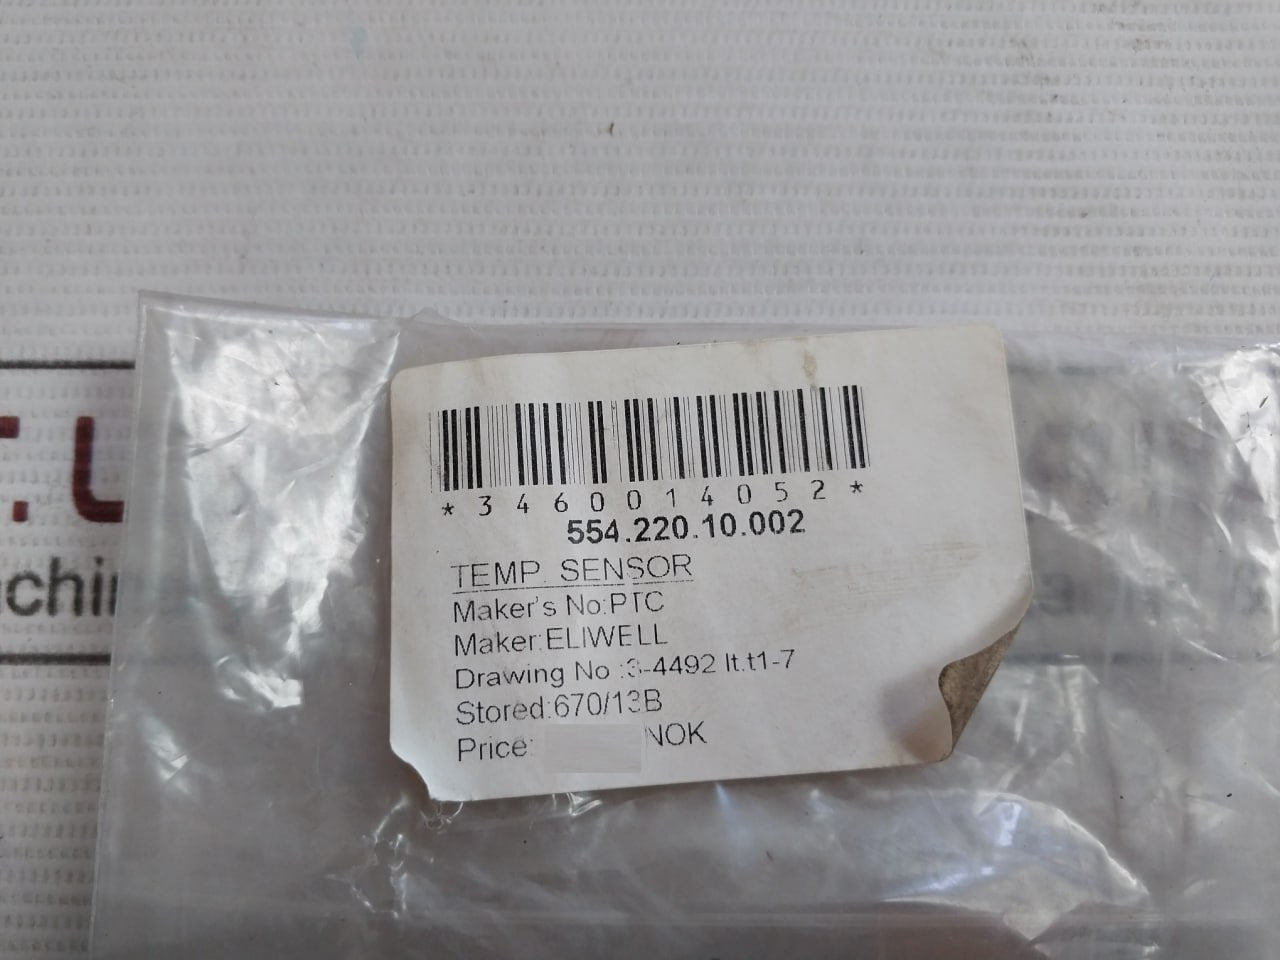 *3460014052*
554.220.10.002
TEMP. SENSOR
Maker's No:PTC
Maker:ELIWELL
Drawing No :3-4492 It.t1-7
Stored:670/13B
Price: NOK